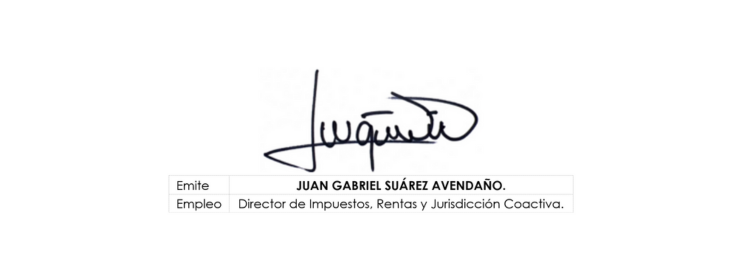 Emite JUAN GABRIEL SUÁREZ AVENDAÑO.
Empleo Director de Impuestos, Rentas y Jurisdicción Coactiva.